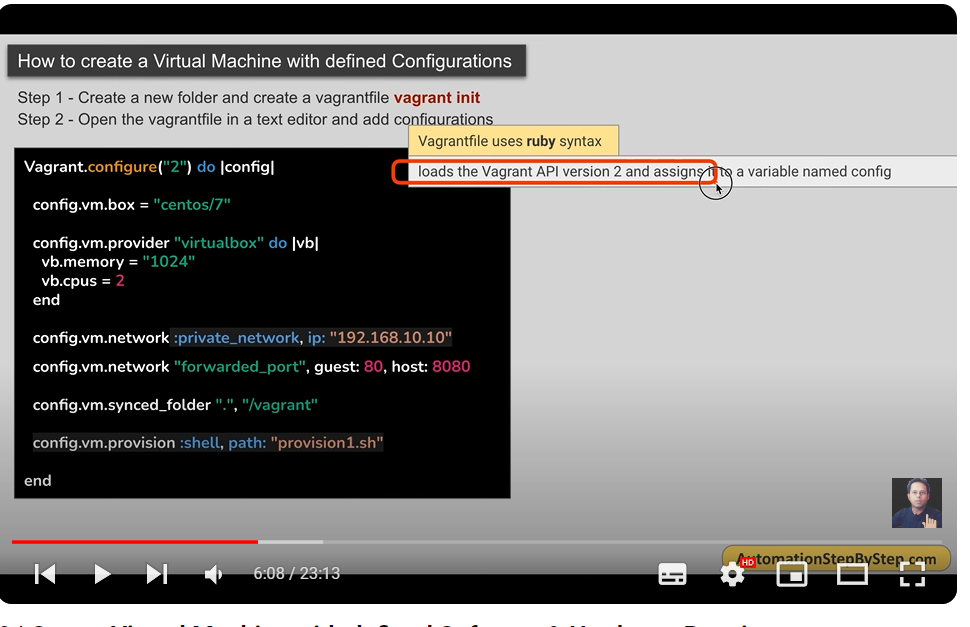 How to create a Virtual Machine with defined Configurations
Step 1 - Create a new folder and create a vagrantfile vagrant init
Step 2 - Open the vagrantfile in a text editor and add configurations
Vagrantfile uses ruby syntax
loads the Vagrant API version 2 and assigns it to a variable named config
Vagrant.configure("2") do |config|
config.vm.box = "centos/7"
config.vm.provider "virtualbox" do |vb|
vb.memory = "1024"
vb.cpus = 2
end
config.vm.network :private_network, ip: "192.168.10.10"
config.vm.network "forwarded_port", guest: 80, host: 8080
config.vm.synced_folder ".", "/vagrant"
config.vm.provision :shell, path: "provision1.sh"
end
AutomationStepByStep.com
HD
6:08 / 23:13